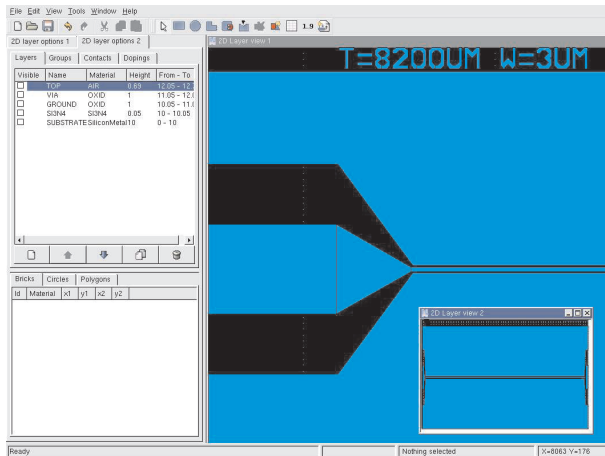 File Edit View Tools Window Help
1.9
2D layer options 1 2D layer options 2
2D Layer view 1
Layers Groups Contacts Dopings
Visible Name Material Height From - To
TOP AIR 0.69 12.05 - 12.
VIA OXID 1 11.05 - 12.0
GROUND OXID 1 10.05 - 11.0
SI3N4 SI3N4 0.05 10 - 10.05
SUBSTRATE SiliconMetal 10 0 - 10
T=8200UM W=3UM
Bricks Circles Polygons
Id Material x1 y1 x2 y2
2D Layer view 2
Ready
Nothing selected
X=8063 Y=176